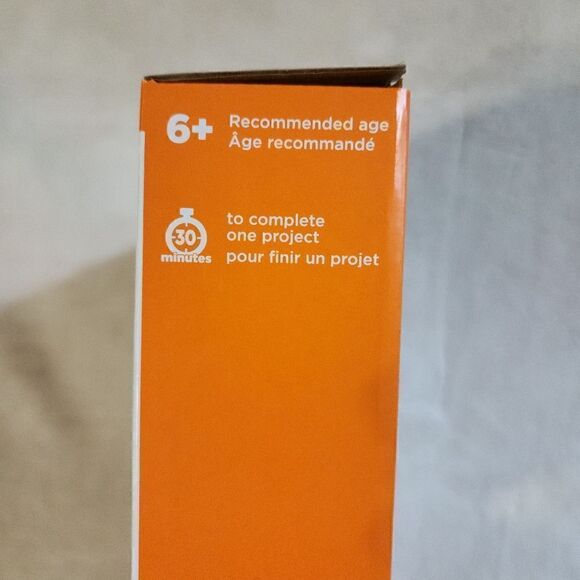 6+ Recommended age
Âge recommandé
30
minutes
to complete
one project
pour finir un projet